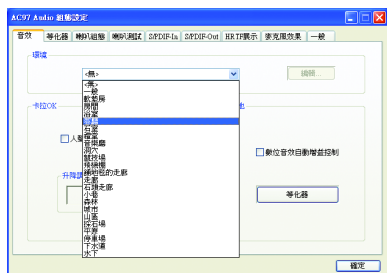 AC97 Audio 組態設定
音效 等化器 喇叭組態 喇叭測試 S/PDIF-In S/PDIF-Out HRTF展示 麥克風效果 一般
環境
<無>
編輯...
<無>
一般
軟墊房
房間
浴室
石室
禮堂
音樂廳
洞穴
競技場
飛機棚
鋪地毯的走廊
走廊
石頭走廊
小巷
森林
城市
山區
採石場
平原
停車場
下水道
水下
卡拉OK
他
人聲
數位音效自動增益控制
升降調
等化器
確定